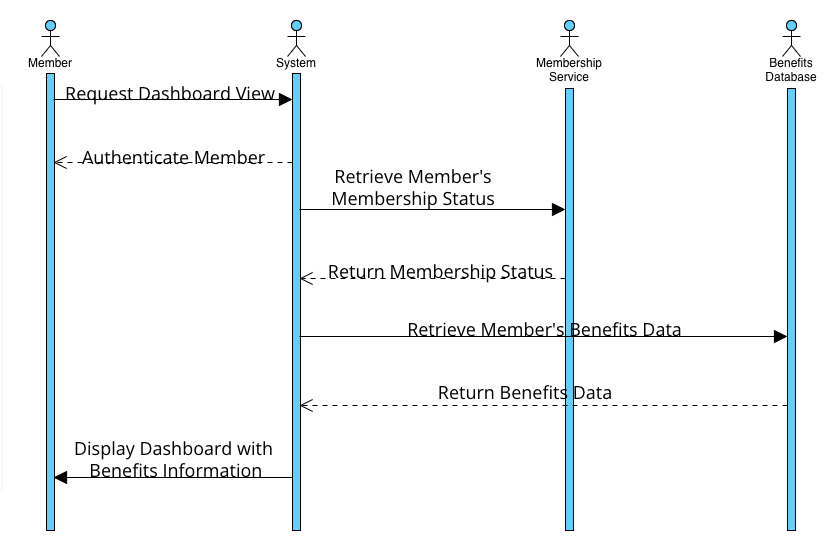 Member
System
Membership
Service
Benefits
Database
Request Dashboard View
Authenticate Member
Retrieve Member's
Membership Status
Return Membership Status
Retrieve Member's Benefits Data
Return Benefits Data
Display Dashboard with
Benefits Information